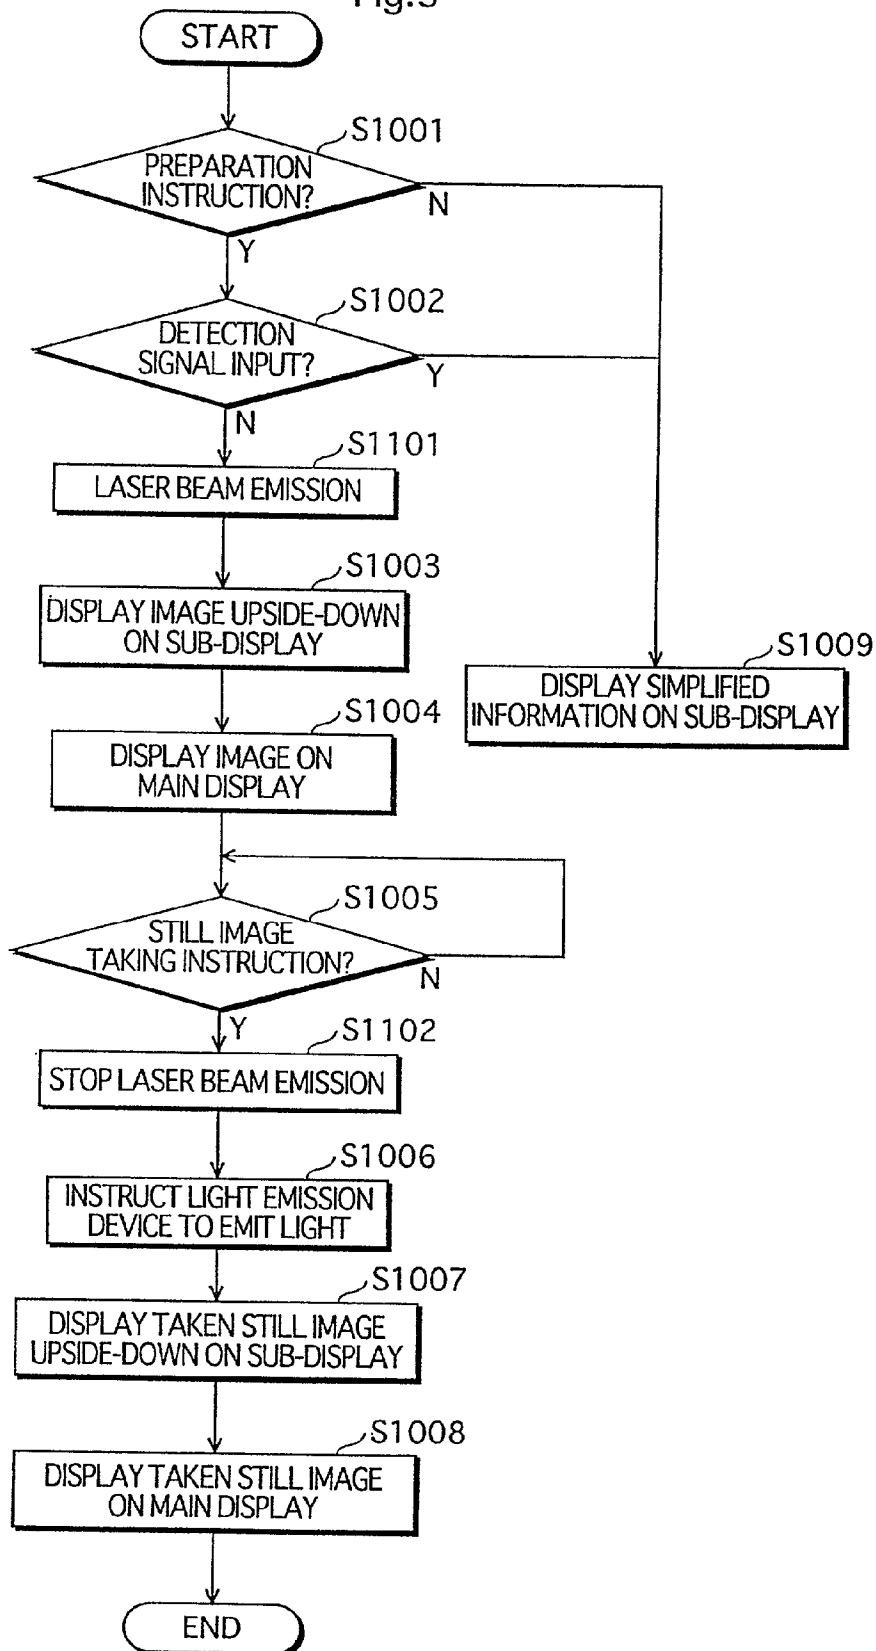 START
S1001
PREPARATION
INSTRUCTION?
N
Y
S1002
DETECTION
SIGNAL INPUT?
Y
N
S1101
LASER BEAM EMISSION
S1003
DISPLAY IMAGE UPSIDE-DOWN
ON SUB-DISPLAY
S1009
DISPLAY SIMPLIFIED
INFORMATION ON SUB-DISPLAY
S1004
DISPLAY IMAGE ON
MAIN DISPLAY
S1005
STILL IMAGE
TAKING INSTRUCTION?
N
Y
S1102
STOP LASER BEAM EMISSION
S1006
INSTRUCT LIGHT EMISSION
DEVICE TO EMIT LIGHT
S1007
DISPLAY TAKEN STILL IMAGE
UPSIDE-DOWN ON SUB-DISPLAY
S1008
DISPLAY TAKEN STILL IMAGE
ON MAIN DISPLAY
END